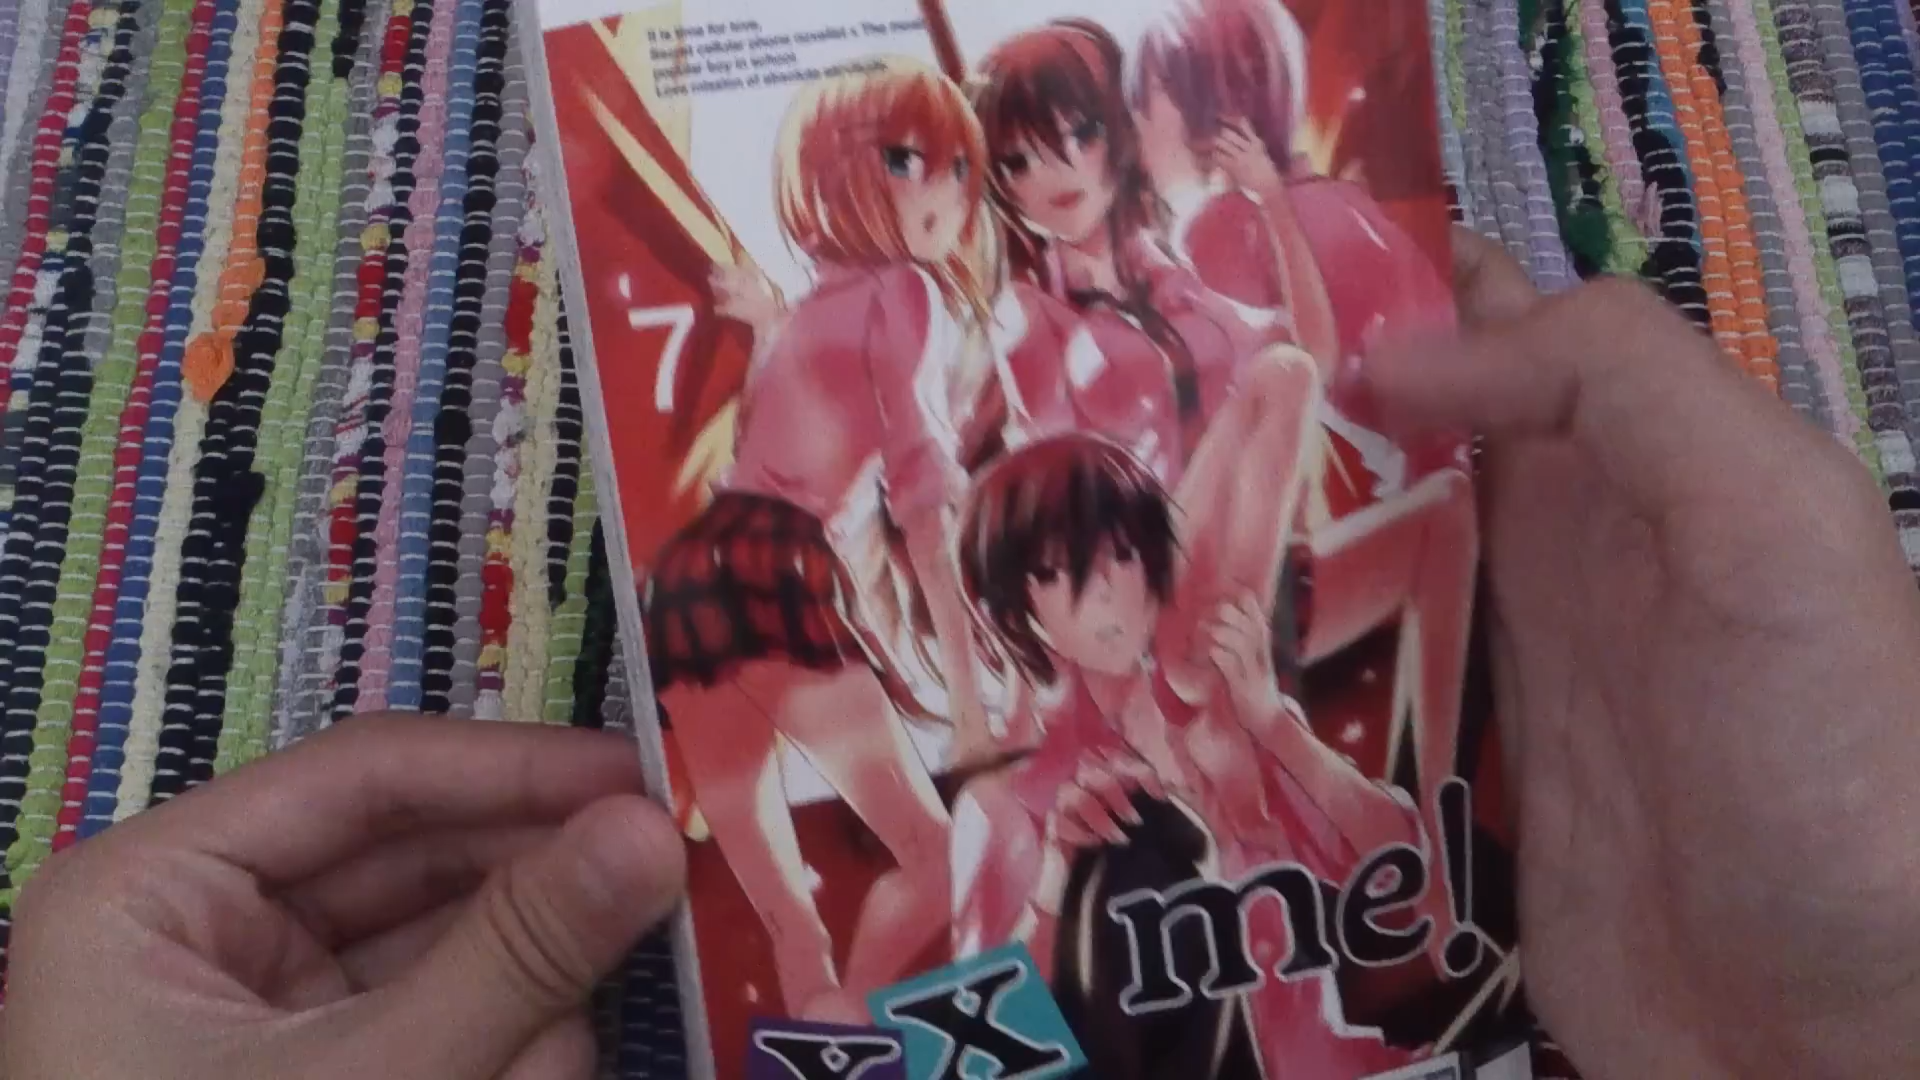 It is time for love,
Secret cellular phone novelist × The most
popular boy in school
Love mission of absolute
7
me!
X